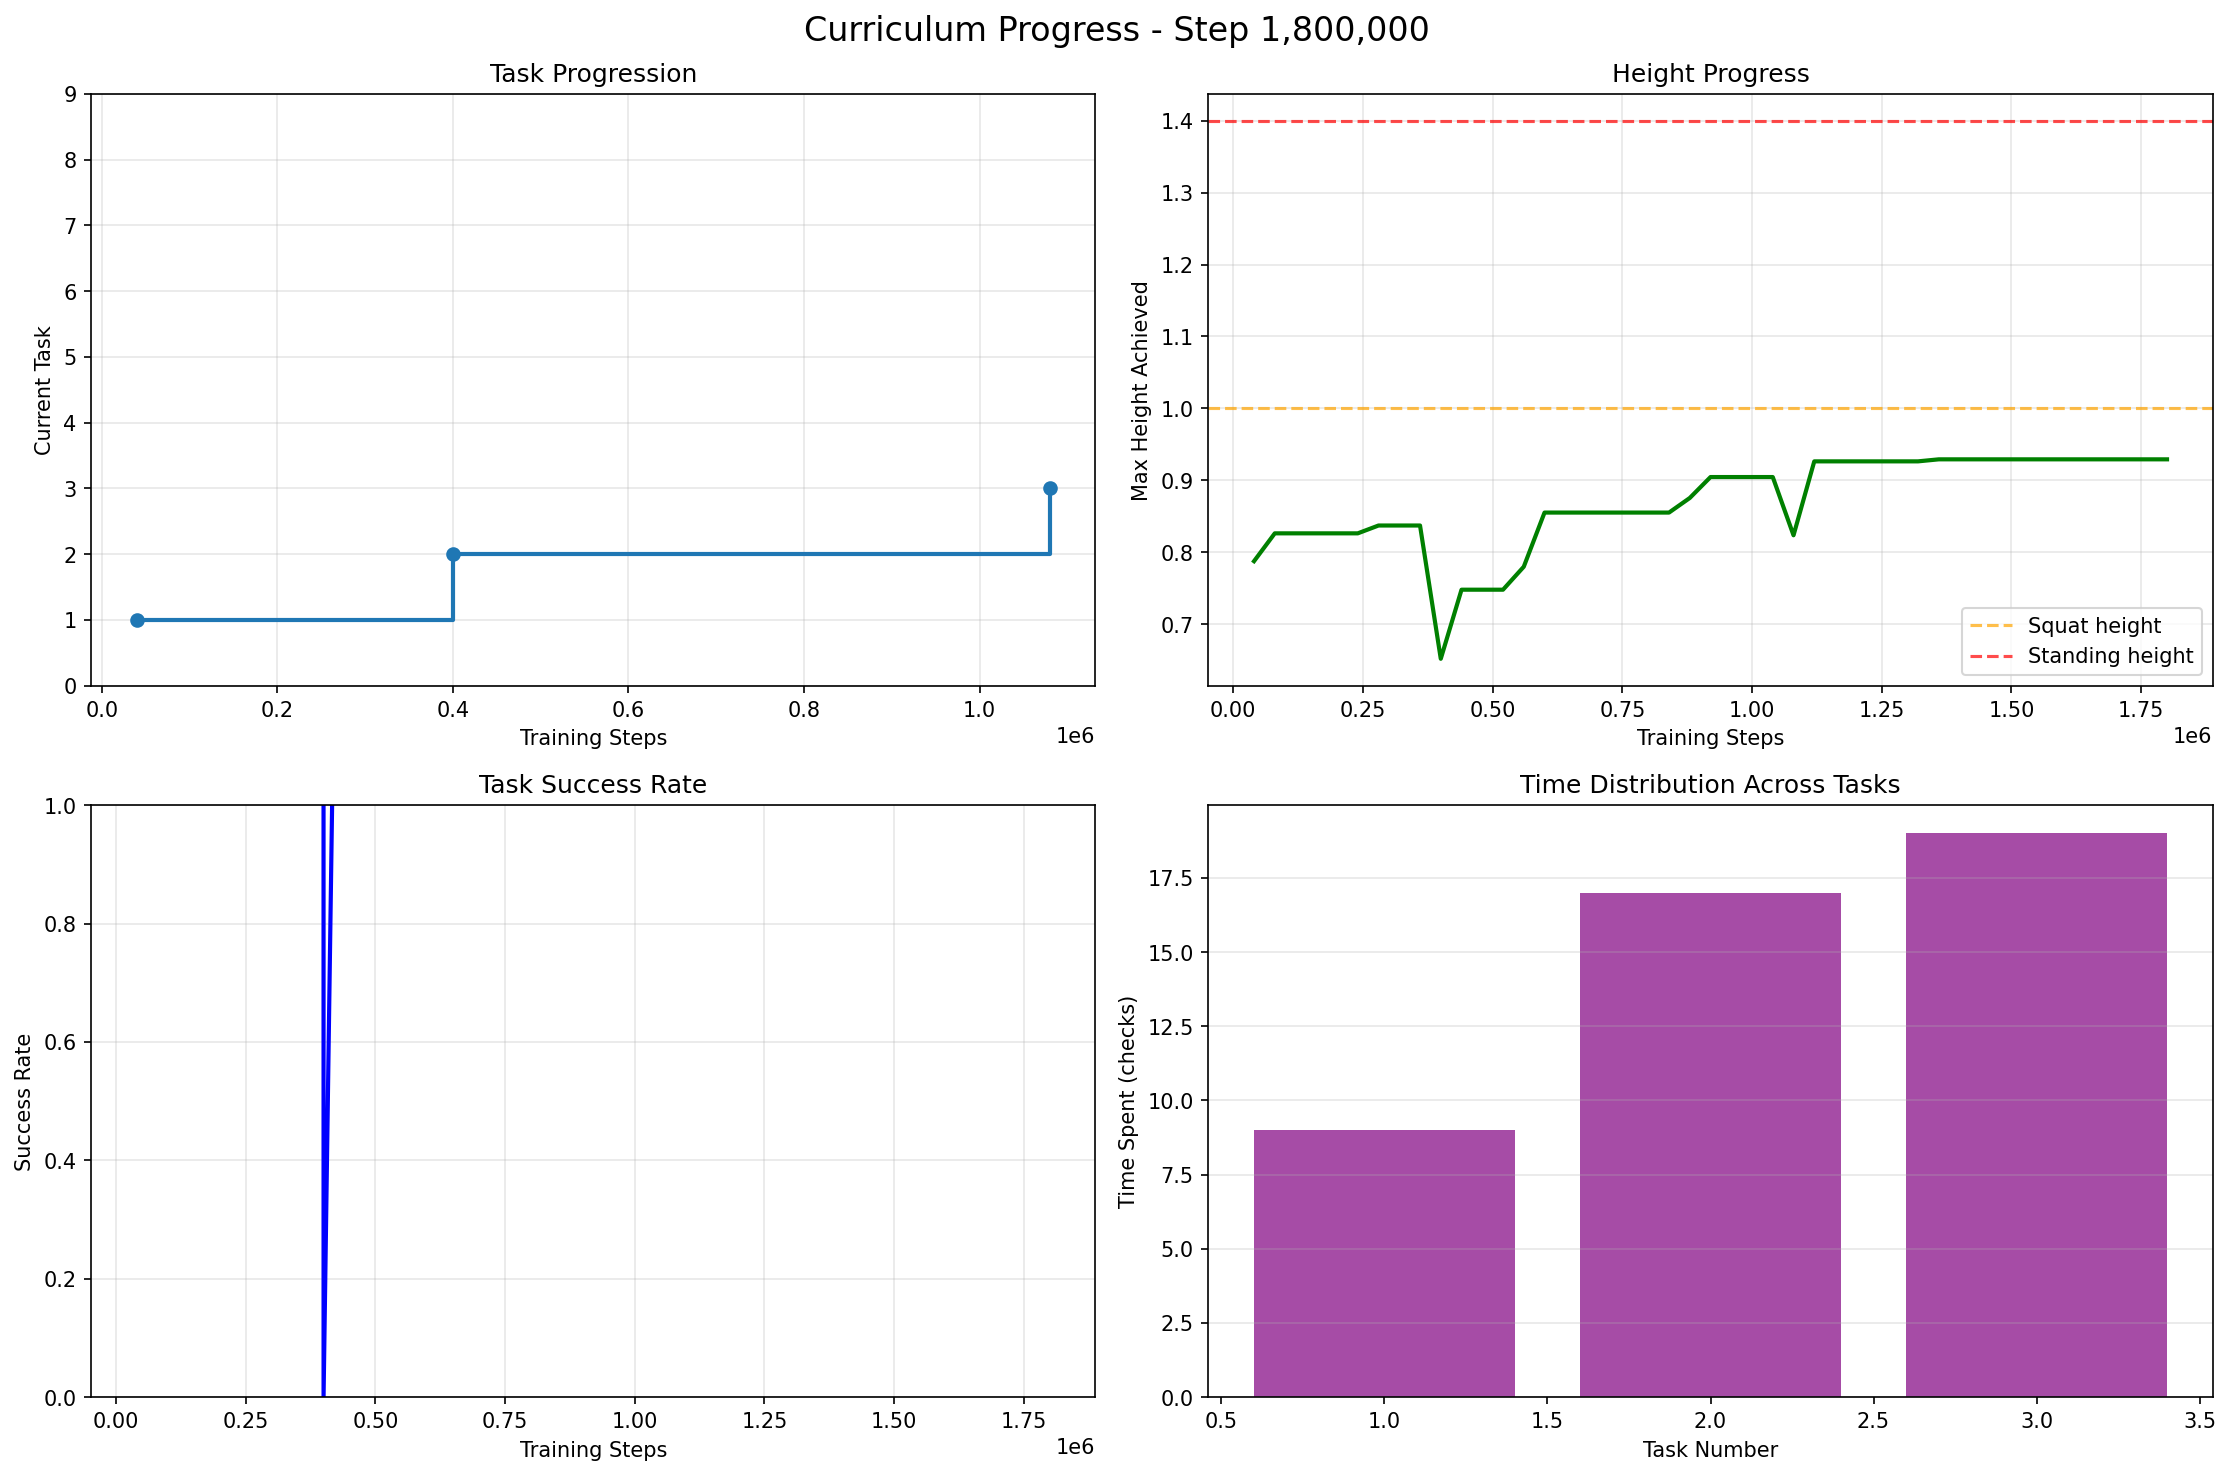 Curriculum Progress - Step 1,800,000
Task Progression
9
8
7
6
5
4
3
2
1
0
Current Task
0.0 0.2 0.4 0.6 0.8 1.0
1e6
Training Steps
Height Progress
1.4
1.3
1.2
1.1
1.0
0.9
0.8
0.7
Max Height Achieved
Squat height
Standing height
0.00 0.25 0.50 0.75 1.00 1.25 1.50 1.75
1e6
Training Steps
Task Success Rate
1.0
0.8
0.6
0.4
0.2
0.0
Success Rate
0.00 0.25 0.50 0.75 1.00 1.25 1.50 1.75
1e6
Training Steps
Time Distribution Across Tasks
17.5
15.0
12.5
10.0
7.5
5.0
2.5
0.0
Time Spent (checks)
0.5 1.0 1.5 2.0 2.5 3.0 3.5
Task Number